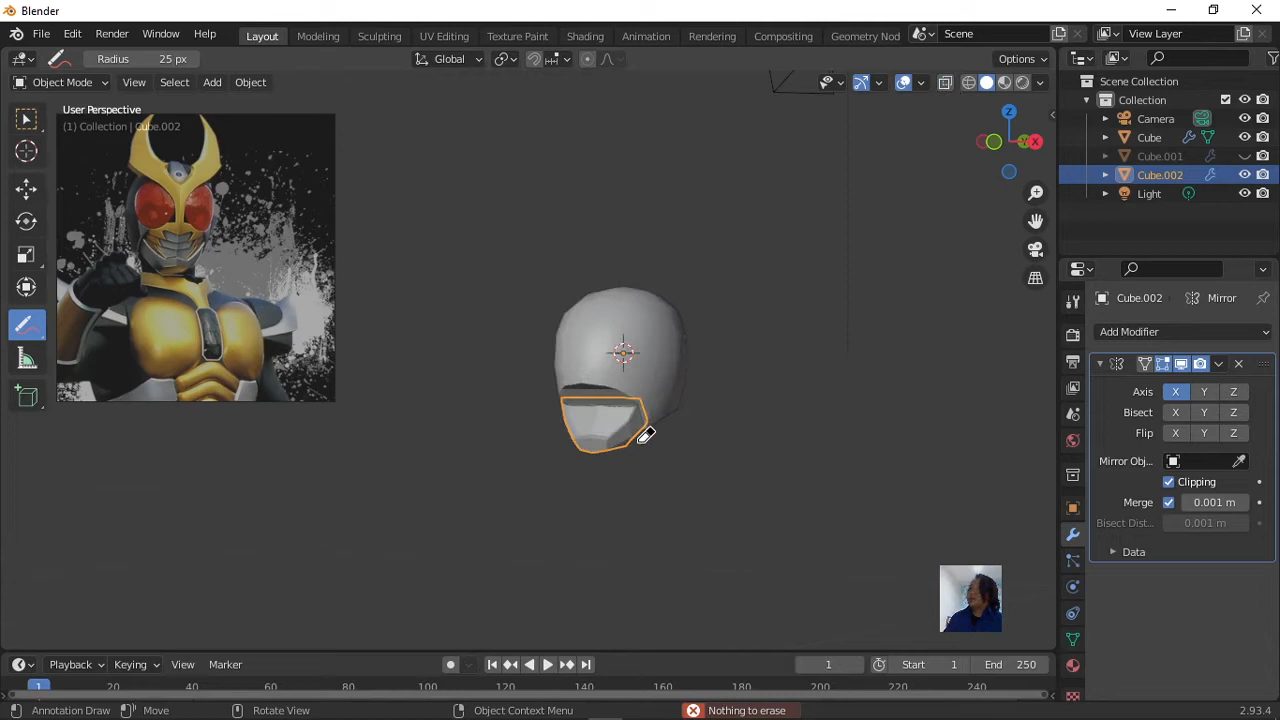 Blender
File Edit Render Window Help Layout Modeling Sculpting UV Editing Texture Paint Shading Animation Rendering Compositing Geometry Nod Scene View Layer
Radius 25 px Global Options
Object Mode View Select Add Object
User Perspective
(1) Collection | Cube.002
Scene Collection
Collection
Camera
Cube
Cube.001
Cube.002
Light
Z
Y X
Cube.002 Mirror
Add Modifier
Axis X Y Z
Bisect X Y Z
Flip X Y Z
Mirror Obj...
Clipping
Merge 0.001 m
Bisect Dist... 0.001 m
Data
Playback Keying View Marker 1 Start 1 End 250
1 20 40 60 80 100 120 140 160 180 200 220 240
Annotation Draw Move Rotate View Object Context Menu Nothing to erase 2.93.4